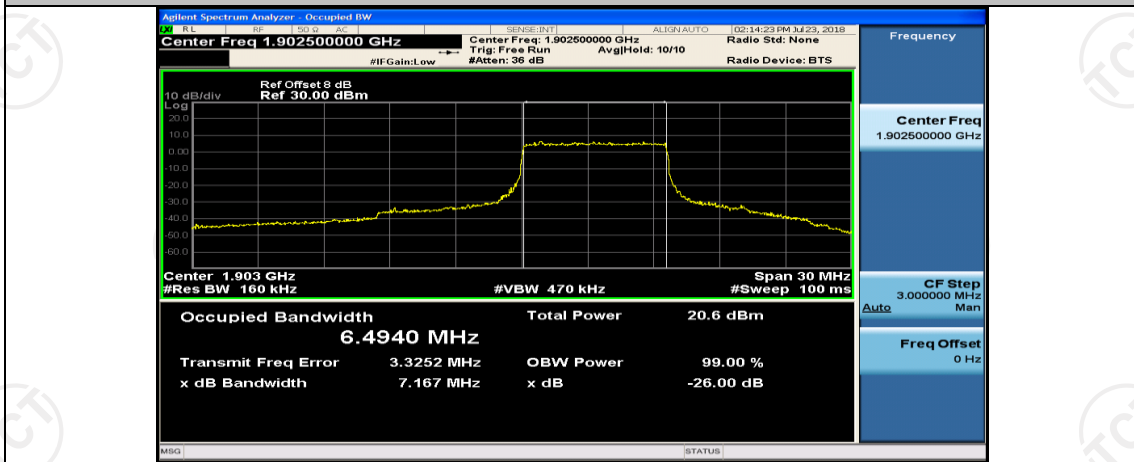 Agilent Spectrum Analyzer - Occupied BW
LXI RL RF 50 Ω AC SENSE:INT ALIGN AUTO 02:14:23 PM Jul 23, 2018
Center Freq 1.902500000 GHz Center Freq: 1.902500000 GHz Radio Std: None
Trig: Free Run Avg|Hold: 10/10
#IFGain:Low #Atten: 36 dB Radio Device: BTS
Ref Offset 8 dB
10 dB/div Ref 30.00 dBm
Log
20.0
10.0
0.00
-10.0
-20.0
-30.0
-40.0
-50.0
-60.0
Center 1.903 GHz Span 30 MHz
#Res BW 160 kHz #VBW 470 kHz #Sweep 100 ms
Occupied Bandwidth Total Power 20.6 dBm
6.4940 MHz
Transmit Freq Error 3.3252 MHz OBW Power 99.00 %
x dB Bandwidth 7.167 MHz x dB -26.00 dB
MSG STATUS
Frequency
Center Freq
1.902500000 GHz
CF Step
3.000000 MHz
Auto Man
Freq Offset
0 Hz
TCT
TCT